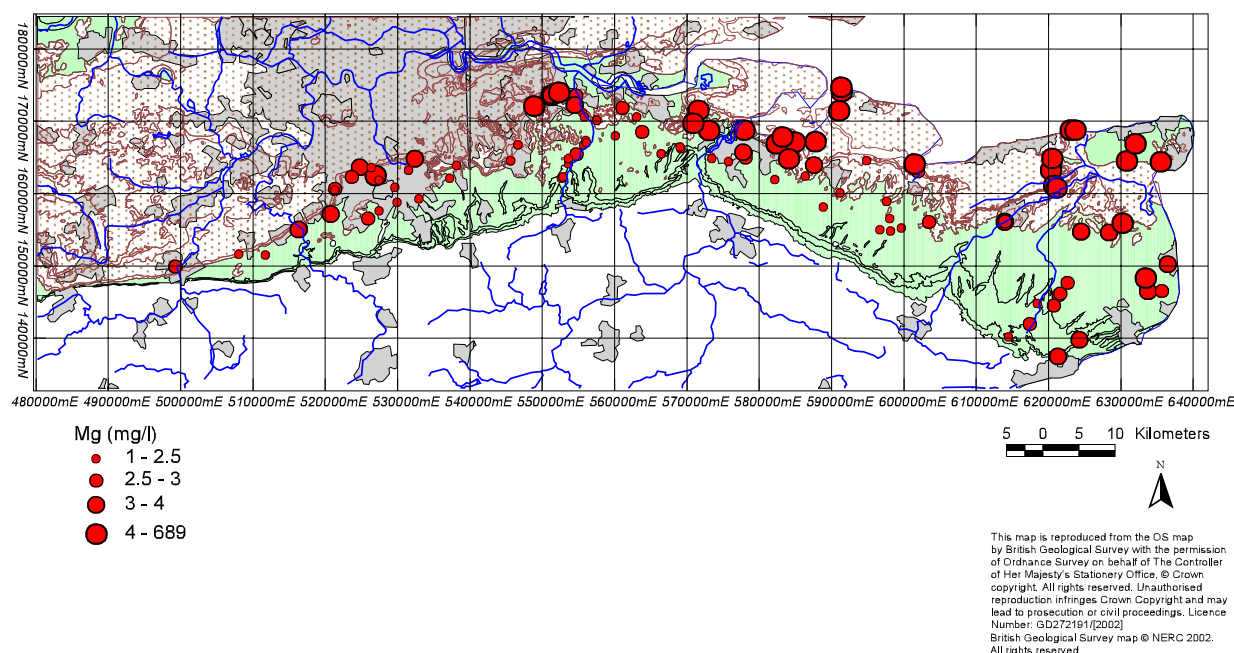 180000mN
170000mN
160000mN
150000mN
140000mN
480000mE 490000mE 500000mE 510000mE 520000mE 530000mE 540000mE 550000mE 560000mE 570000mE 580000mE 590000mE 600000mE 610000mE 620000mE 630000mE 640000mE
Mg (mg/l)
1 - 2.5
2.5 - 3
3 - 4
4 - 689
5 0 5 10 Kilometers
N
This map is reproduced from the OS map
by British Geological Survey with the permission
of Ordnance Survey on behalf of The Controller
of Her Majesty's Stationery Office, © Crown
copyright. All rights reserved. Unauthorised
reproduction infringes Crown Copyright and may
lead to prosecution or civil proceedings. Licence
Number: GD272191/[2002]
British Geological Survey map © NERC 2002.
All rights reserved